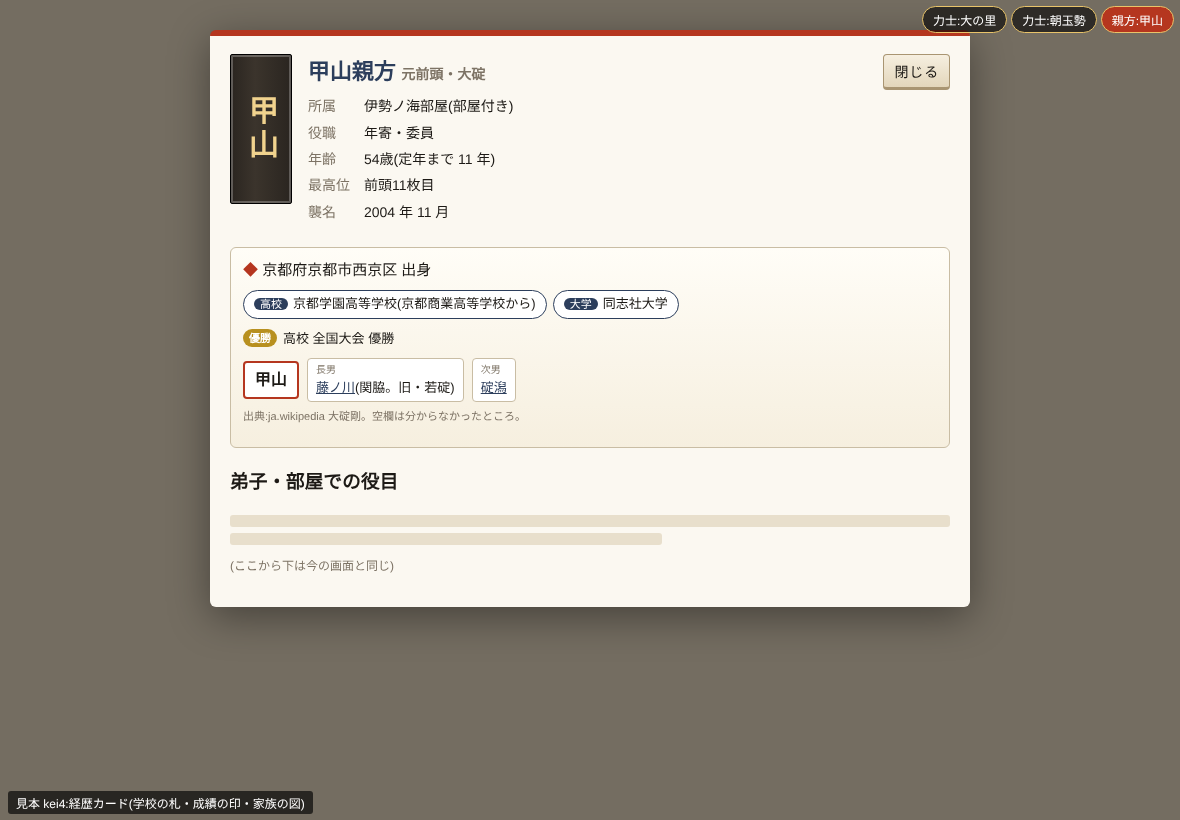 力士:大の里 力士:朝玉勢 親方:甲山
甲山
甲山親方 元前頭・大碇
閉じる
所属 伊勢ノ海部屋(部屋付き)
役職 年寄・委員
年齢 54歳(定年まで 11 年)
最高位 前頭11枚目
襲名 2004 年 11 月
◆ 京都府京都市西京区 出身
高校 京都学園高等学校(京都商業高等学校から) 大学 同志社大学
優勝 高校 全国大会 優勝
甲山
長男
藤ノ川(関脇。旧・若碇)
次男
碇潟
出典:ja.wikipedia 大碇剛。空欄は分からなかったところ。
弟子・部屋での役目
(ここから下は今の画面と同じ)
見本 kei4:経歴カード(学校の札・成績の印・家族の図)